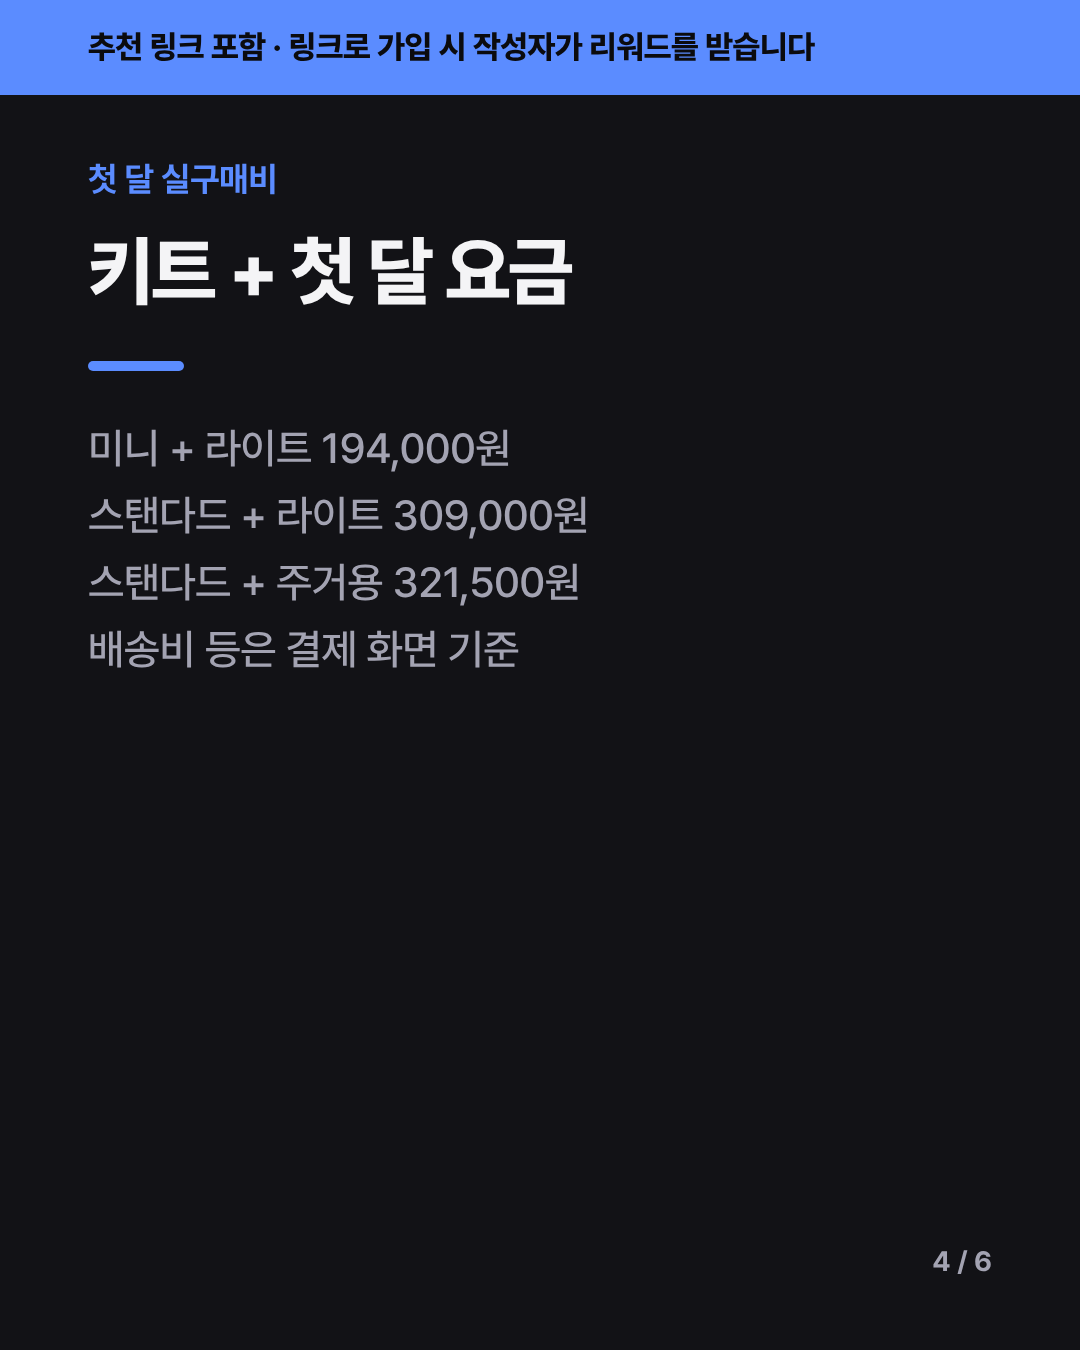 추천 링크 포함 · 링크로 가입 시 작성자가 리워드를 받습니다
첫 달 실구매비
키트 + 첫 달 요금
미니 + 라이트 194,000원
스탠다드 + 라이트 309,000원
스탠다드 + 주거용 321,500원
배송비 등은 결제 화면 기준
4 / 6